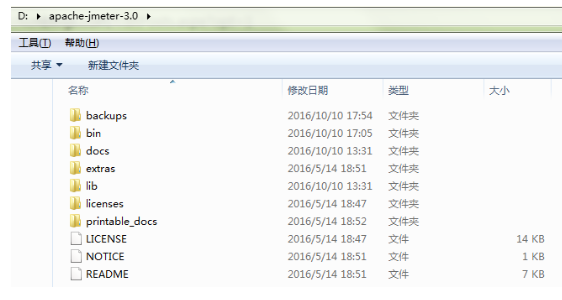 D: ▸ apache-jmeter-3.0 ▸
工具(T) 帮助(H)
共享 ▼ 新建文件夹
名称 修改日期 类型 大小
backups 2016/10/10 17:54 文件夹
bin 2016/10/10 17:05 文件夹
docs 2016/10/10 13:31 文件夹
extras 2016/5/14 18:51 文件夹
lib 2016/10/10 13:31 文件夹
licenses 2016/5/14 18:47 文件夹
printable_docs 2016/5/14 18:52 文件夹
LICENSE 2016/5/14 18:47 文件 14 KB
NOTICE 2016/5/14 18:51 文件 1 KB
README 2016/5/14 18:51 文件 7 KB